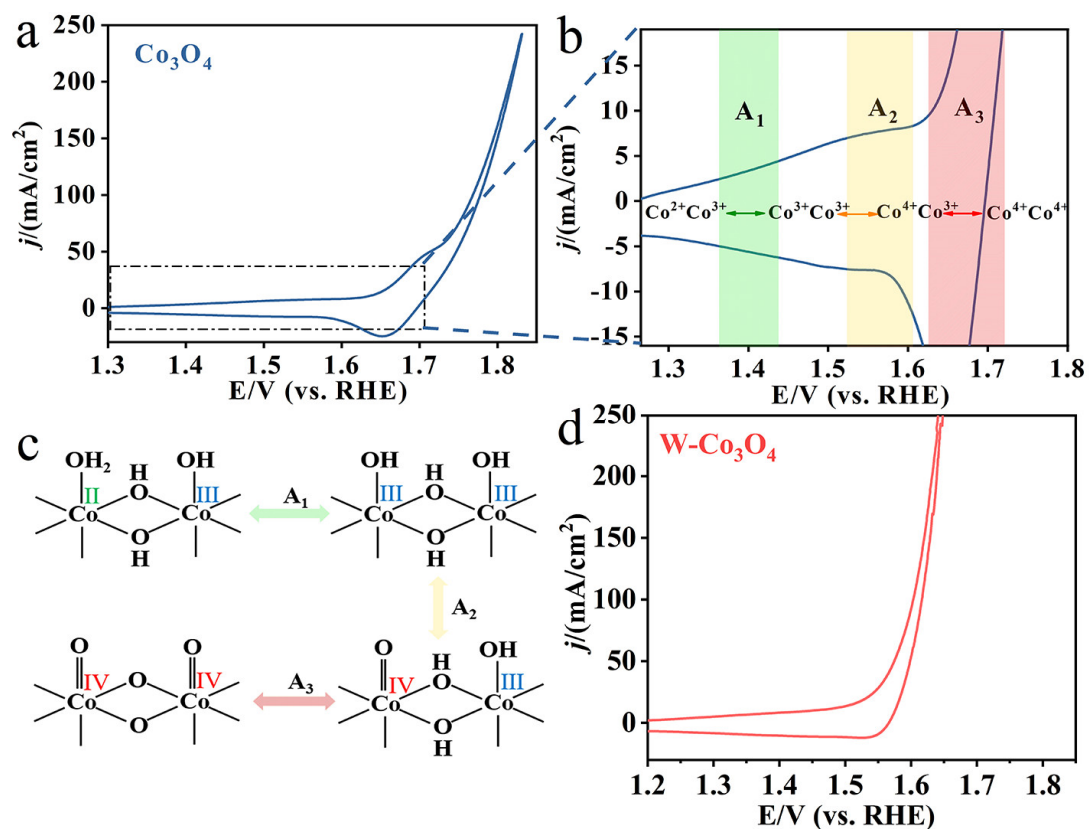 a
Co₃O₄
j/(mA/cm²)
250
200
150
100
50
0
1.3 1.4 1.5 1.6 1.7 1.8
E/V (vs. RHE)
b
j/(mA/cm²)
15
10
5
0
-5
-10
-15
A₁ A₂ A₃
Co²⁺Co³⁺ Co³⁺Co³⁺ Co⁴⁺Co³⁺ Co⁴⁺Co⁴⁺
1.3 1.4 1.5 1.6 1.7 1.8
E/V (vs. RHE)
c
OH₂ H OH
II O III
Co Co
O
H
A₁
OH H OH
III O III
Co Co
O
H
A₂
O O
IV O IV
Co Co
O
A₃
O H OH
IV O III
Co Co
O
H
d
W-Co₃O₄
j/(mA/cm²)
250
200
150
100
50
0
1.2 1.3 1.4 1.5 1.6 1.7 1.8
E/V (vs. RHE)